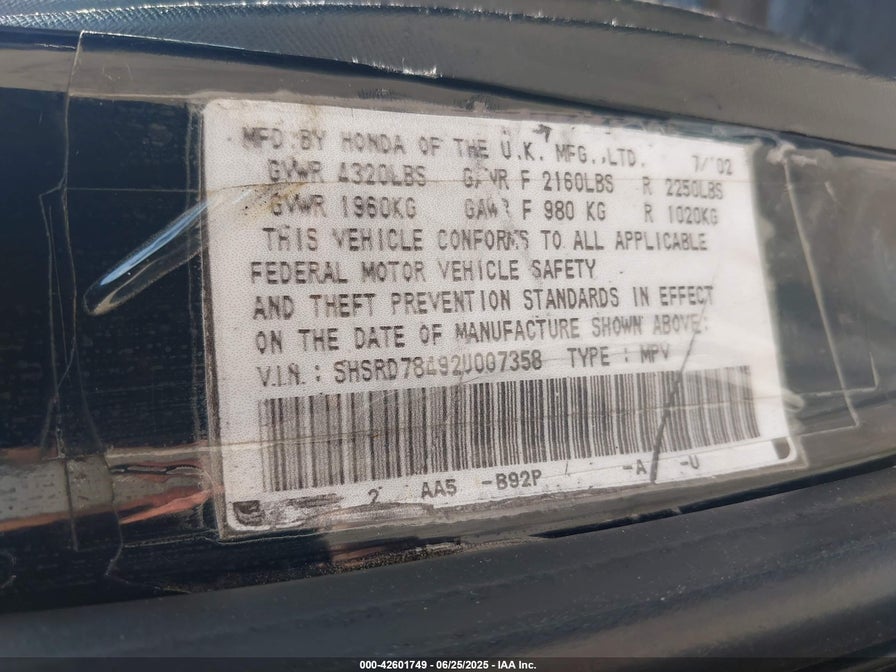 MFD.BY HONDA OF THE U.K. MFG.,LTD. 7/'02
GVWR 4320LBS GAWR F 2160LBS R 2250LBS
GVWR 1960KG GAWR F 980 KG R 1020KG
THIS VEHICLE CONFORMS TO ALL APPLICABLE
FEDERAL MOTOR VEHICLE SAFETY
AND THEFT PREVENTION STANDARDS IN EFFECT
ON THE DATE OF MANUFACTURE SHOWN ABOVE.
V.I.N.: SHSRD78492U007358 TYPE : MPV
2 AA5 -B92P -A -U
000-42601749 - 06/25/2025 - IAA Inc.